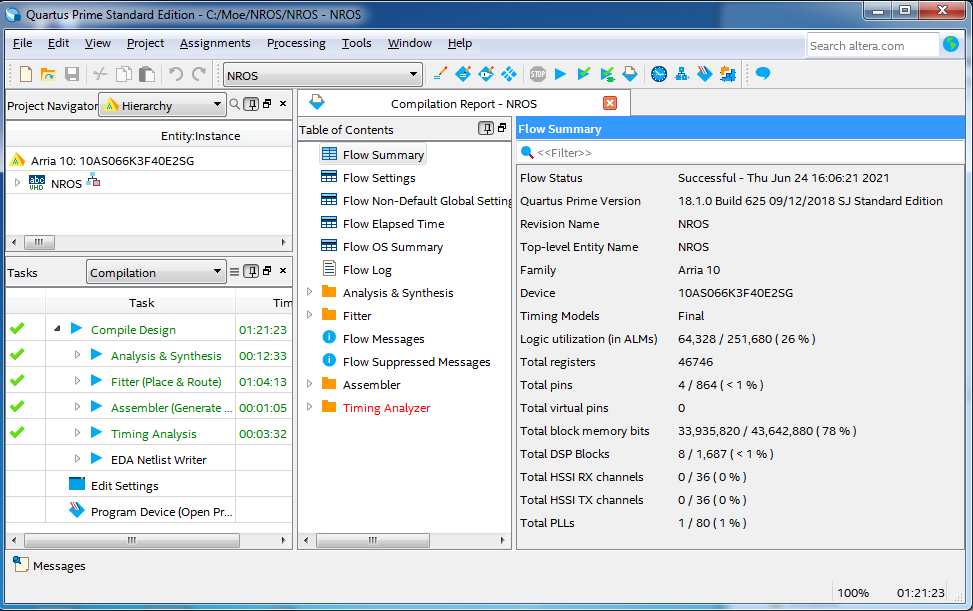 Quartus Prime Standard Edition - C:/Moe/NROS/NROS - NROS
File Edit View Project Assignments Processing Tools Window Help
Search altera.com
NROS
STOP
Project Navigator Hierarchy
Entity:Instance
Arria 10: 10AS066K3F40E2SG
abc VHD NROS
Tasks Compilation
Task Tim
Compile Design 01:21:23
Analysis & Synthesis 00:12:33
Fitter (Place & Route) 01:04:13
Assembler (Generate ... 00:01:05
Timing Analysis 00:03:32
EDA Netlist Writer
Edit Settings
Program Device (Open Pr...
Compilation Report - NROS
Table of Contents
Flow Summary
Flow Settings
Flow Non-Default Global Setting
Flow Elapsed Time
Flow OS Summary
Flow Log
Analysis & Synthesis
Fitter
Flow Messages
Flow Suppressed Messages
Assembler
Timing Analyzer
Flow Summary
<<Filter>>
Flow Status Successful - Thu Jun 24 16:06:21 2021
Quartus Prime Version 18.1.0 Build 625 09/12/2018 SJ Standard Edition
Revision Name NROS
Top-level Entity Name NROS
Family Arria 10
Device 10AS066K3F40E2SG
Timing Models Final
Logic utilization (in ALMs) 64,328 / 251,680 ( 26 % )
Total registers 46746
Total pins 4 / 864 ( < 1 % )
Total virtual pins 0
Total block memory bits 33,935,820 / 43,642,880 ( 78 % )
Total DSP Blocks 8 / 1,687 ( < 1 % )
Total HSSI RX channels 0 / 36 ( 0 % )
Total HSSI TX channels 0 / 36 ( 0 % )
Total PLLs 1 / 80 ( 1 % )
Messages
100% 01:21:23